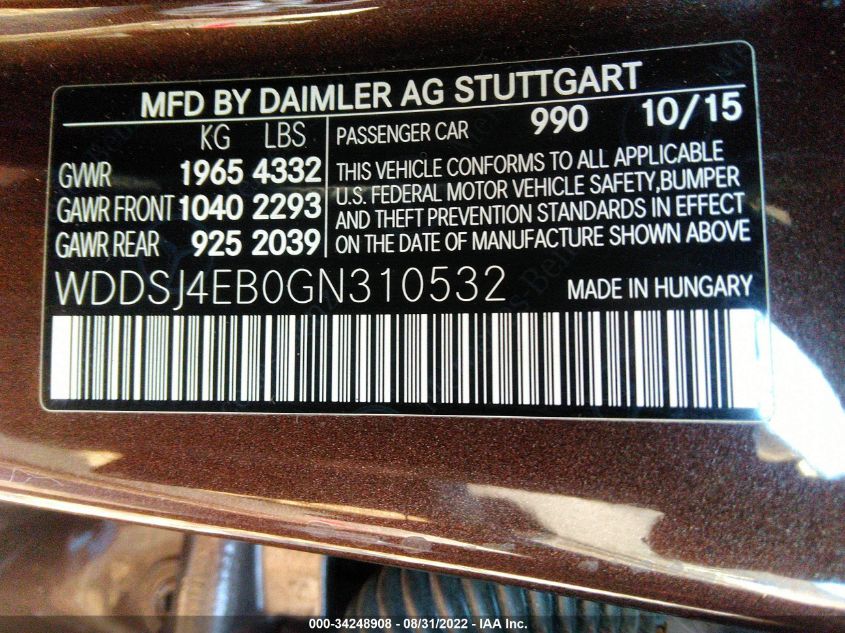 MFD BY DAIMLER AG STUTTGART
KG LBS
GVWR 1965 4332
GAWR FRONT 1040 2293
GAWR REAR 925 2039
PASSENGER CAR 990 10/15
THIS VEHICLE CONFORMS TO ALL APPLICABLE
U.S. FEDERAL MOTOR VEHICLE SAFETY,BUMPER
AND THEFT PREVENTION STANDARDS IN EFFECT
ON THE DATE OF MANUFACTURE SHOWN ABOVE
WDDSJ4EB0GN310532 MADE IN HUNGARY
000-34248908 - 08/31/2022 - IAA Inc.